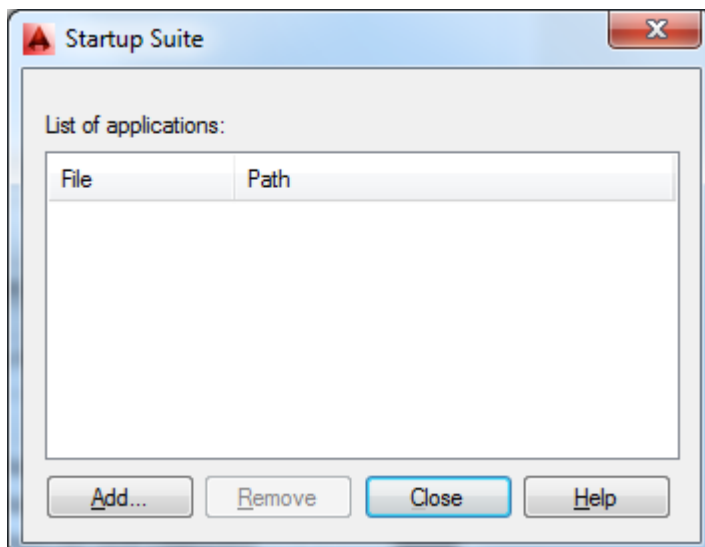 Startup Suite
List of applications:
File Path
Add... Remove Close Help